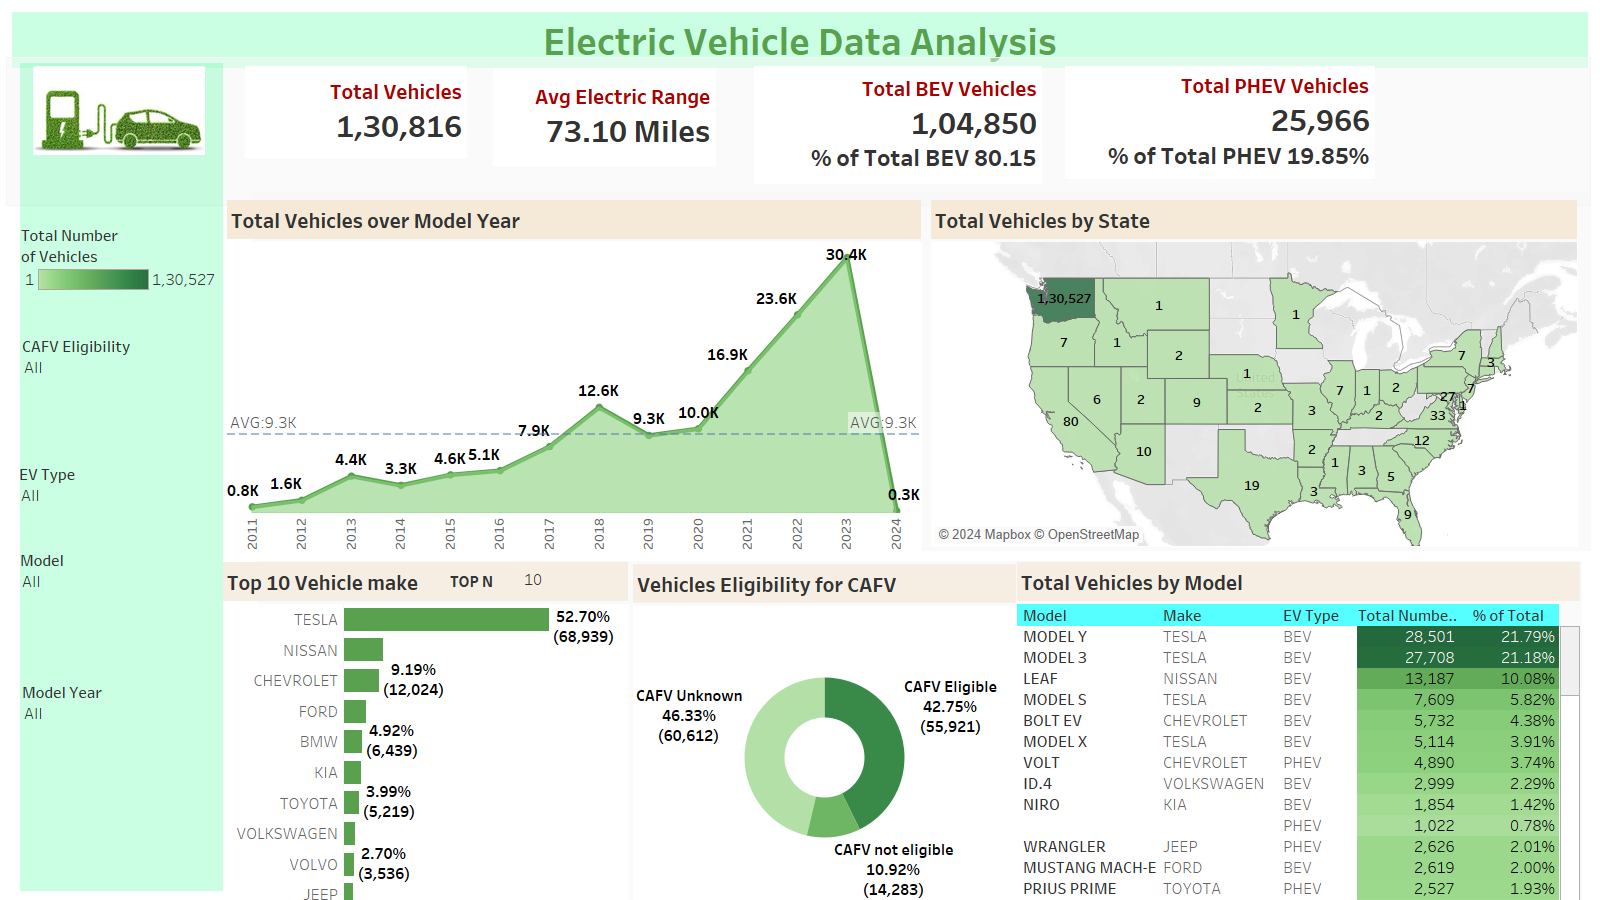 Electric Vehicle Data Analysis
Total Vehicles
1,30,816
Avg Electric Range
73.10 Miles
Total BEV Vehicles
1,04,850
% of Total BEV 80.15
Total PHEV Vehicles
25,966
% of Total PHEV 19.85%
Total Number
of Vehicles
1 1,30,527
CAFV Eligibility
All
EV Type
All
Model
All
Model Year
All
Total Vehicles over Model Year
30.4K
23.6K
16.9K
12.6K
9.3K
10.0K
AVG:9.3K
AVG:9.3K
7.9K
4.4K
3.3K
4.6K
5.1K
0.8K
1.6K
0.3K
2011
2012
2013
2014
2015
2016
2017
2018
2019
2020
2021
2022
2023
2024
Total Vehicles by State
1,30,527
1
1
7
1
2
7
3
1
United
States
6
2
9
2
3
7
1
2
27
7
1
33
2
80
10
12
2
19
3
1
3
5
9
© 2024 Mapbox © OpenStreetMap
Top 10 Vehicle make TOP N 10
TESLA 52.70%
(68,939)
NISSAN
CHEVROLET 9.19%
(12,024)
FORD
BMW 4.92%
(6,439)
KIA
TOYOTA 3.99%
(5,219)
VOLKSWAGEN
VOLVO 2.70%
(3,536)
JEEP
Vehicles Eligibility for CAFV
CAFV Unknown
46.33%
(60,612)
CAFV Eligible
42.75%
(55,921)
CAFV not eligible
10.92%
(14,283)
Total Vehicles by Model
Model Make EV Type Total Numbe.. % of Total
MODEL Y TESLA BEV 28,501 21.79%
MODEL 3 TESLA BEV 27,708 21.18%
LEAF NISSAN BEV 13,187 10.08%
MODEL S TESLA BEV 7,609 5.82%
BOLT EV CHEVROLET BEV 5,732 4.38%
MODEL X TESLA BEV 5,114 3.91%
VOLT CHEVROLET PHEV 4,890 3.74%
ID.4 VOLKSWAGEN BEV 2,999 2.29%
NIRO KIA BEV 1,854 1.42%
PHEV 1,022 0.78%
WRANGLER JEEP PHEV 2,626 2.01%
MUSTANG MACH-E FORD BEV 2,619 2.00%
PRIUS PRIME TOYOTA PHEV 2,527 1.93%